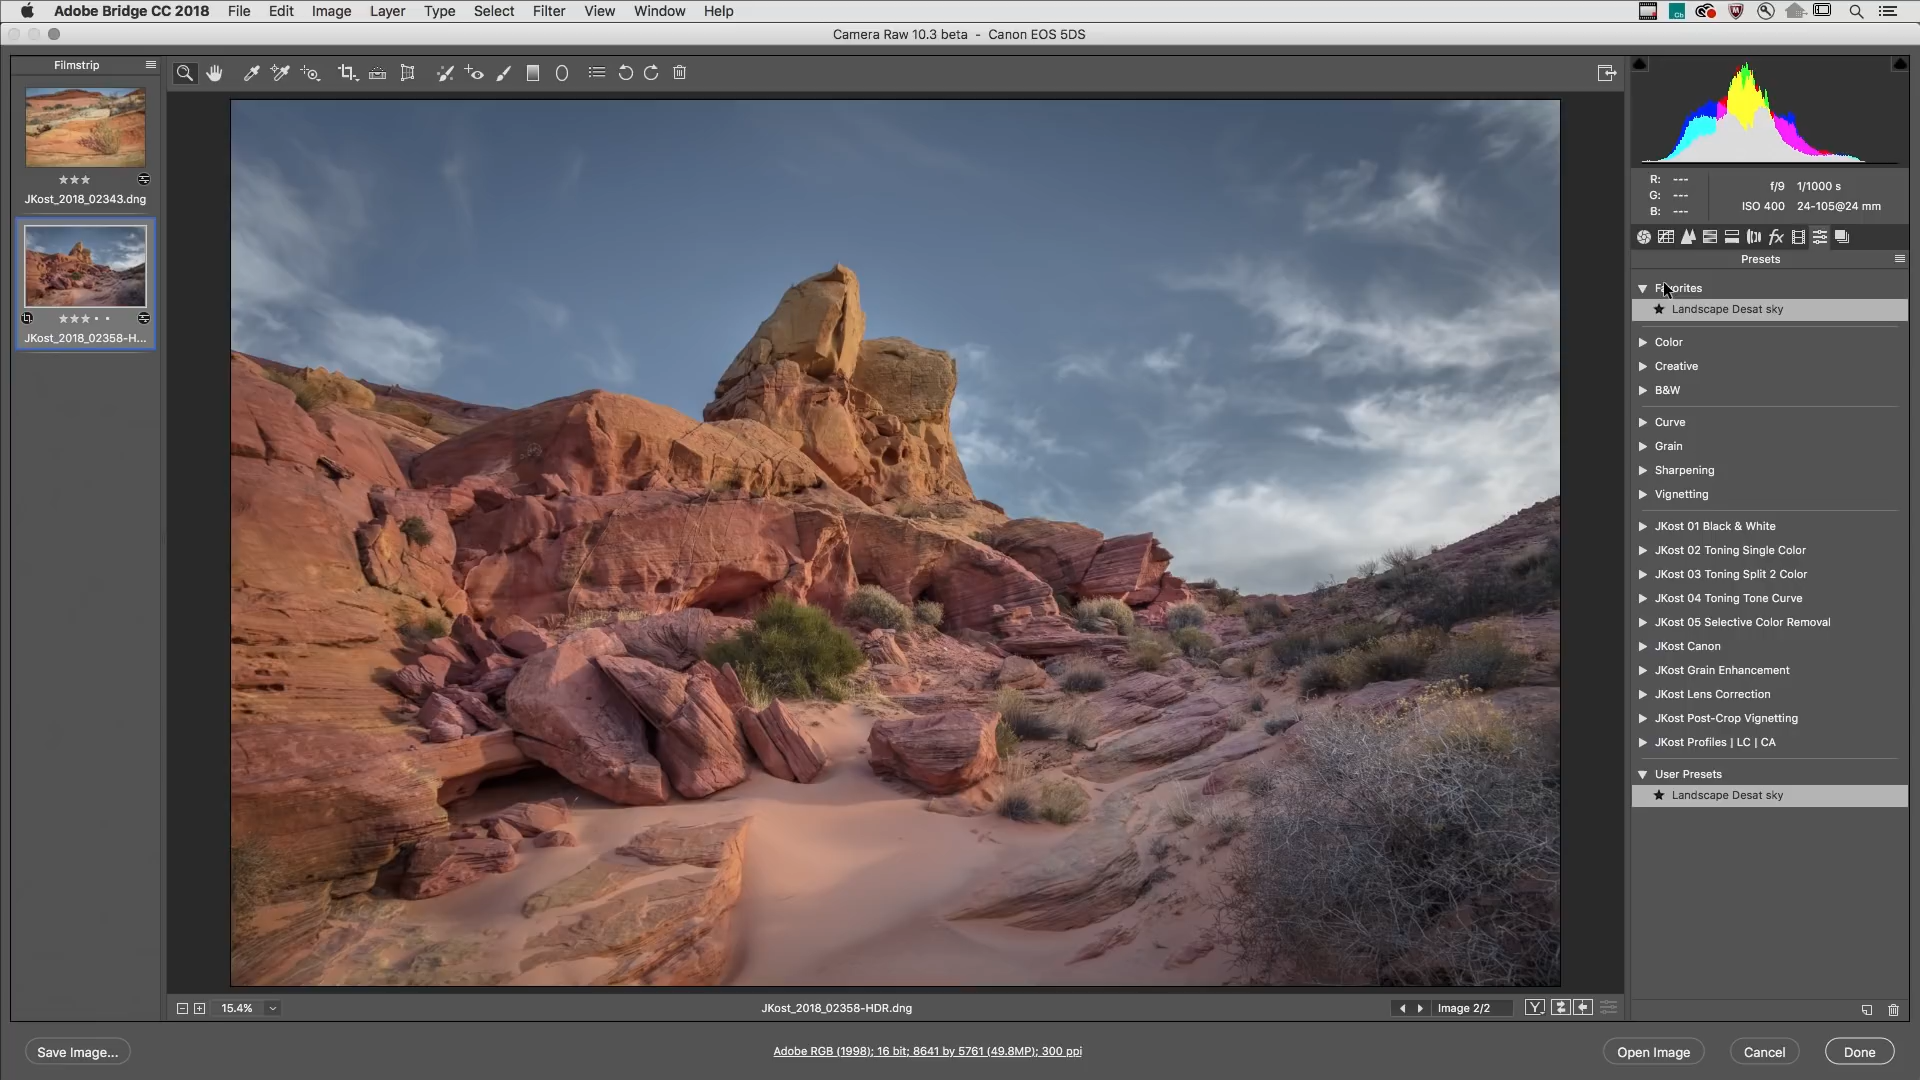 Adobe Bridge CC 2018 File Edit Image Layer Type Select Filter View Window Help
Camera Raw 10.3 beta - Canon EOS 5DS
Filmstrip
JKost_2018_02343.dng
JKost_2018_02358-H...
R: ---
G: ---
B: ---
f/9 1/1000 s
ISO 400 24-105@24 mm
fx
Presets
Landscape Desat sky
Color
Creative
B&W
Curve
Grain
Sharpening
Vignetting
JKost 01 Black & White
JKost 02 Toning Single Color
JKost 03 Toning Split 2 Color
JKost 04 Toning Tone Curve
JKost 05 Selective Color Removal
JKost Canon
JKost Grain Enhancement
JKost Lens Correction
JKost Post-Crop Vignetting
JKost Profiles | LC | CA
User Presets
Landscape Desat sky
15.4%
JKost_2018_02358-HDR.dng
Image 2/2
Y
Save Image...
Adobe RGB (1998); 16 bit; 8641 by 5761 (49.8MP); 300 ppi
Open Image
Cancel
Done